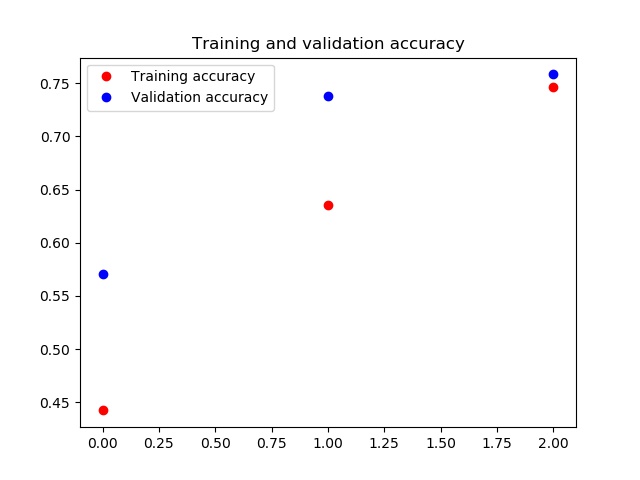 Training and validation accuracy
Training accuracy
Validation accuracy
0.75
0.70
0.65
0.60
0.55
0.50
0.45
0.00 0.25 0.50 0.75 1.00 1.25 1.50 1.75 2.00